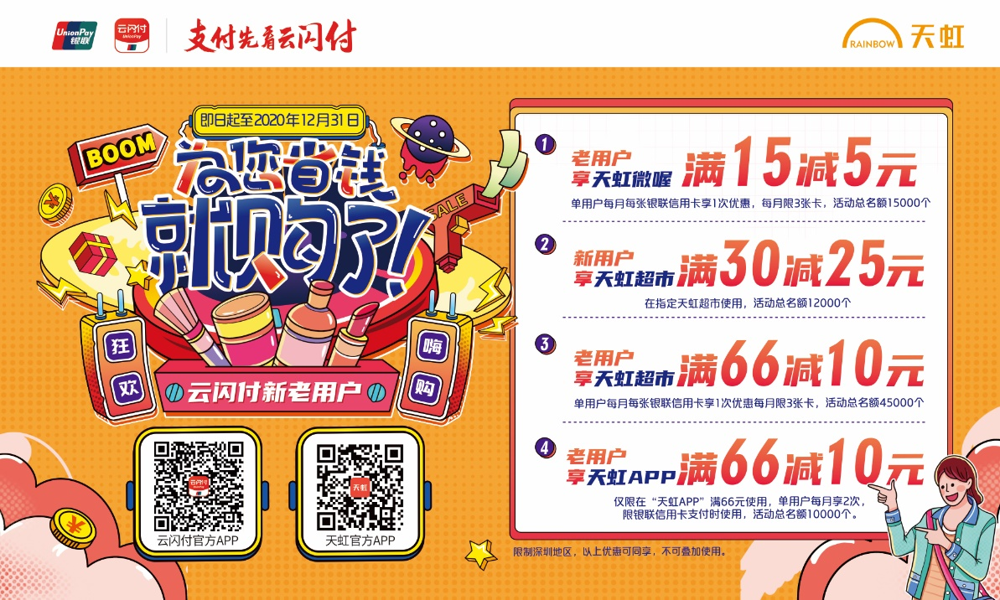 UnionPay
银联
云闪付
UnionPay
支付先看云闪付
RAINBOW
天虹
即日起至2020年12月31日
BOOM
为您省钱
就购了!
SALE
狂欢
嗨购
云闪付新老用户
云闪付
UnionPay
天虹
云闪付官方APP
天虹官方APP
1
老用户
享天虹微喔
满15减5元
单用户每月每张银联信用卡享1次优惠，每月限3张卡，活动总名额15000个
2
新用户
享天虹超市
满30减25元
在指定天虹超市使用，活动总名额12000个
3
老用户
享天虹超市
满66减10元
单用户每月每张银联信用卡享1次优惠每月限3张卡，活动总名额45000个
4
老用户
享天虹APP
满66减10元
仅限在“天虹APP”满66元使用，单用户每月享2次，
限银联信用卡支付时使用，活动总名额10000个。
限制深圳地区，以上优惠可同享，不可叠加使用。